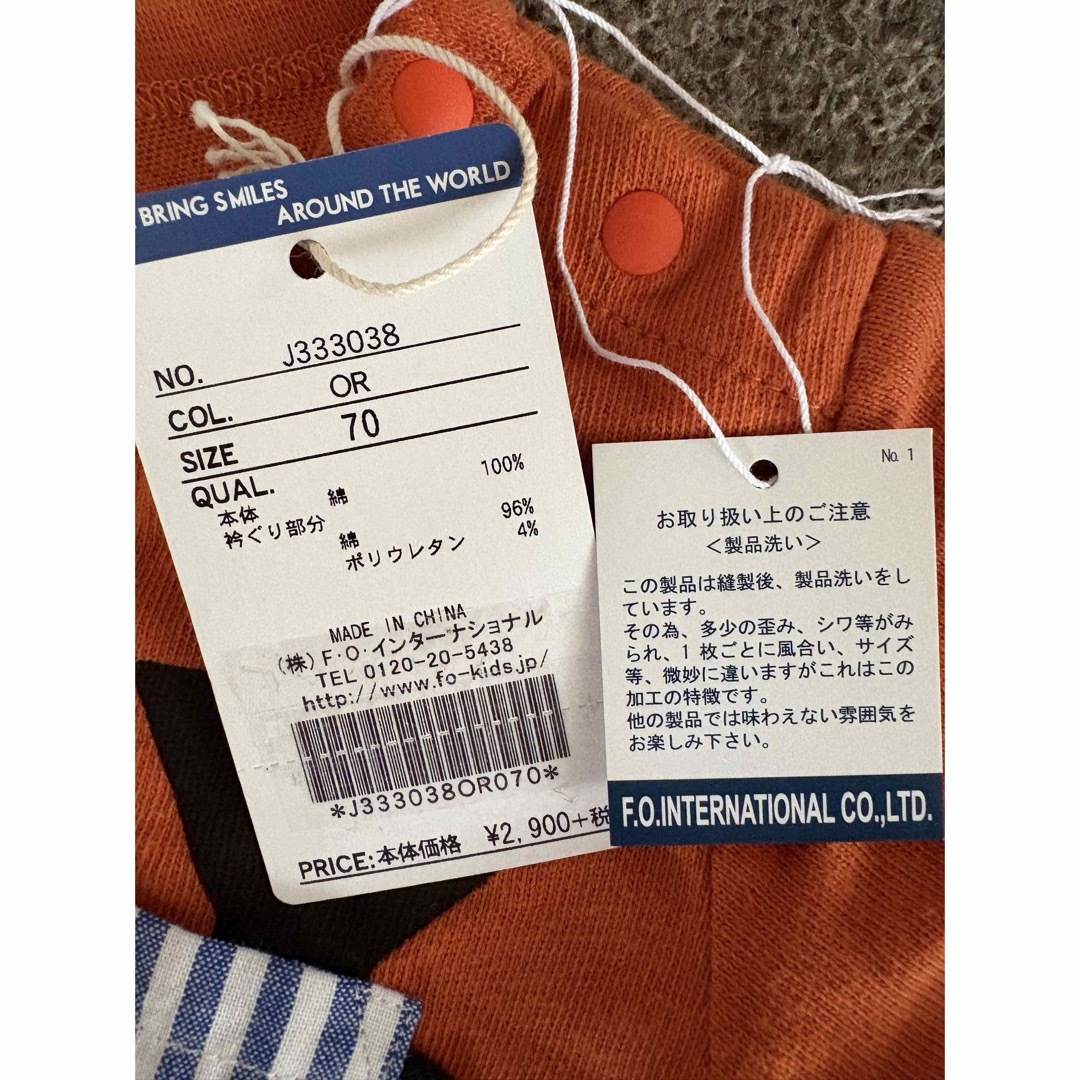 BRING SMILES
AROUND THE WORLD
NO. J333038
COL. OR
SIZE 70
QUAL.
本体 綿 100%
衿ぐり部分 綿 96%
ポリウレタン 4%
MADE IN CHINA
(株)F·O·インターナショナル
TEL 0120-20-5438
http://www.fo-kids.jp/
*J333038OR070*
PRICE:本体価格 ¥2,900+税
No. 1
お取り扱い上のご注意
<製品洗い>
この製品は縫製後、製品洗いをし
ています。
その為、多少の歪み、シワ等がみ
られ、1枚ごとに風合い、サイズ
等、微妙に違いますがこれはこの
加工の特徴です。
他の製品では味わえない雰囲気を
お楽しみ下さい。
F.O.INTERNATIONAL CO.,LTD.